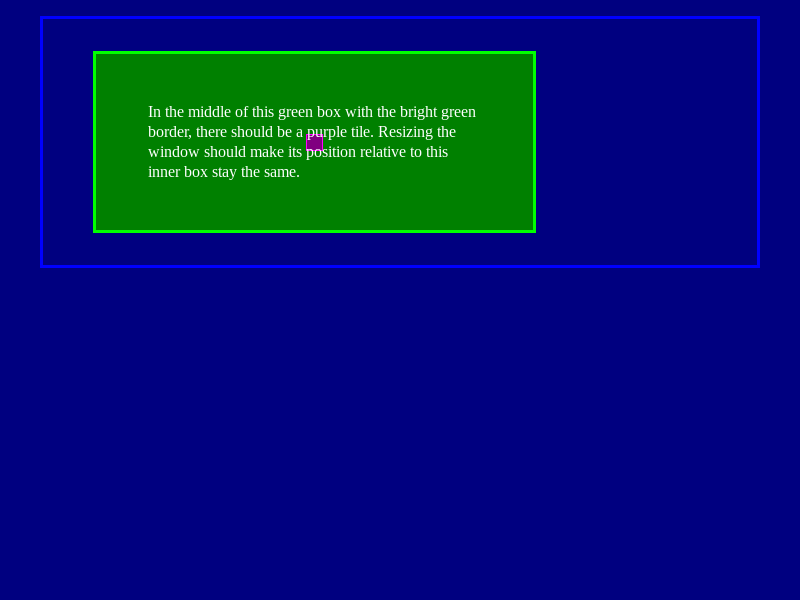 In the middle of this green box with the bright green
border, there should be a purple tile. Resizing the
window should make its position relative to this
inner box stay the same.